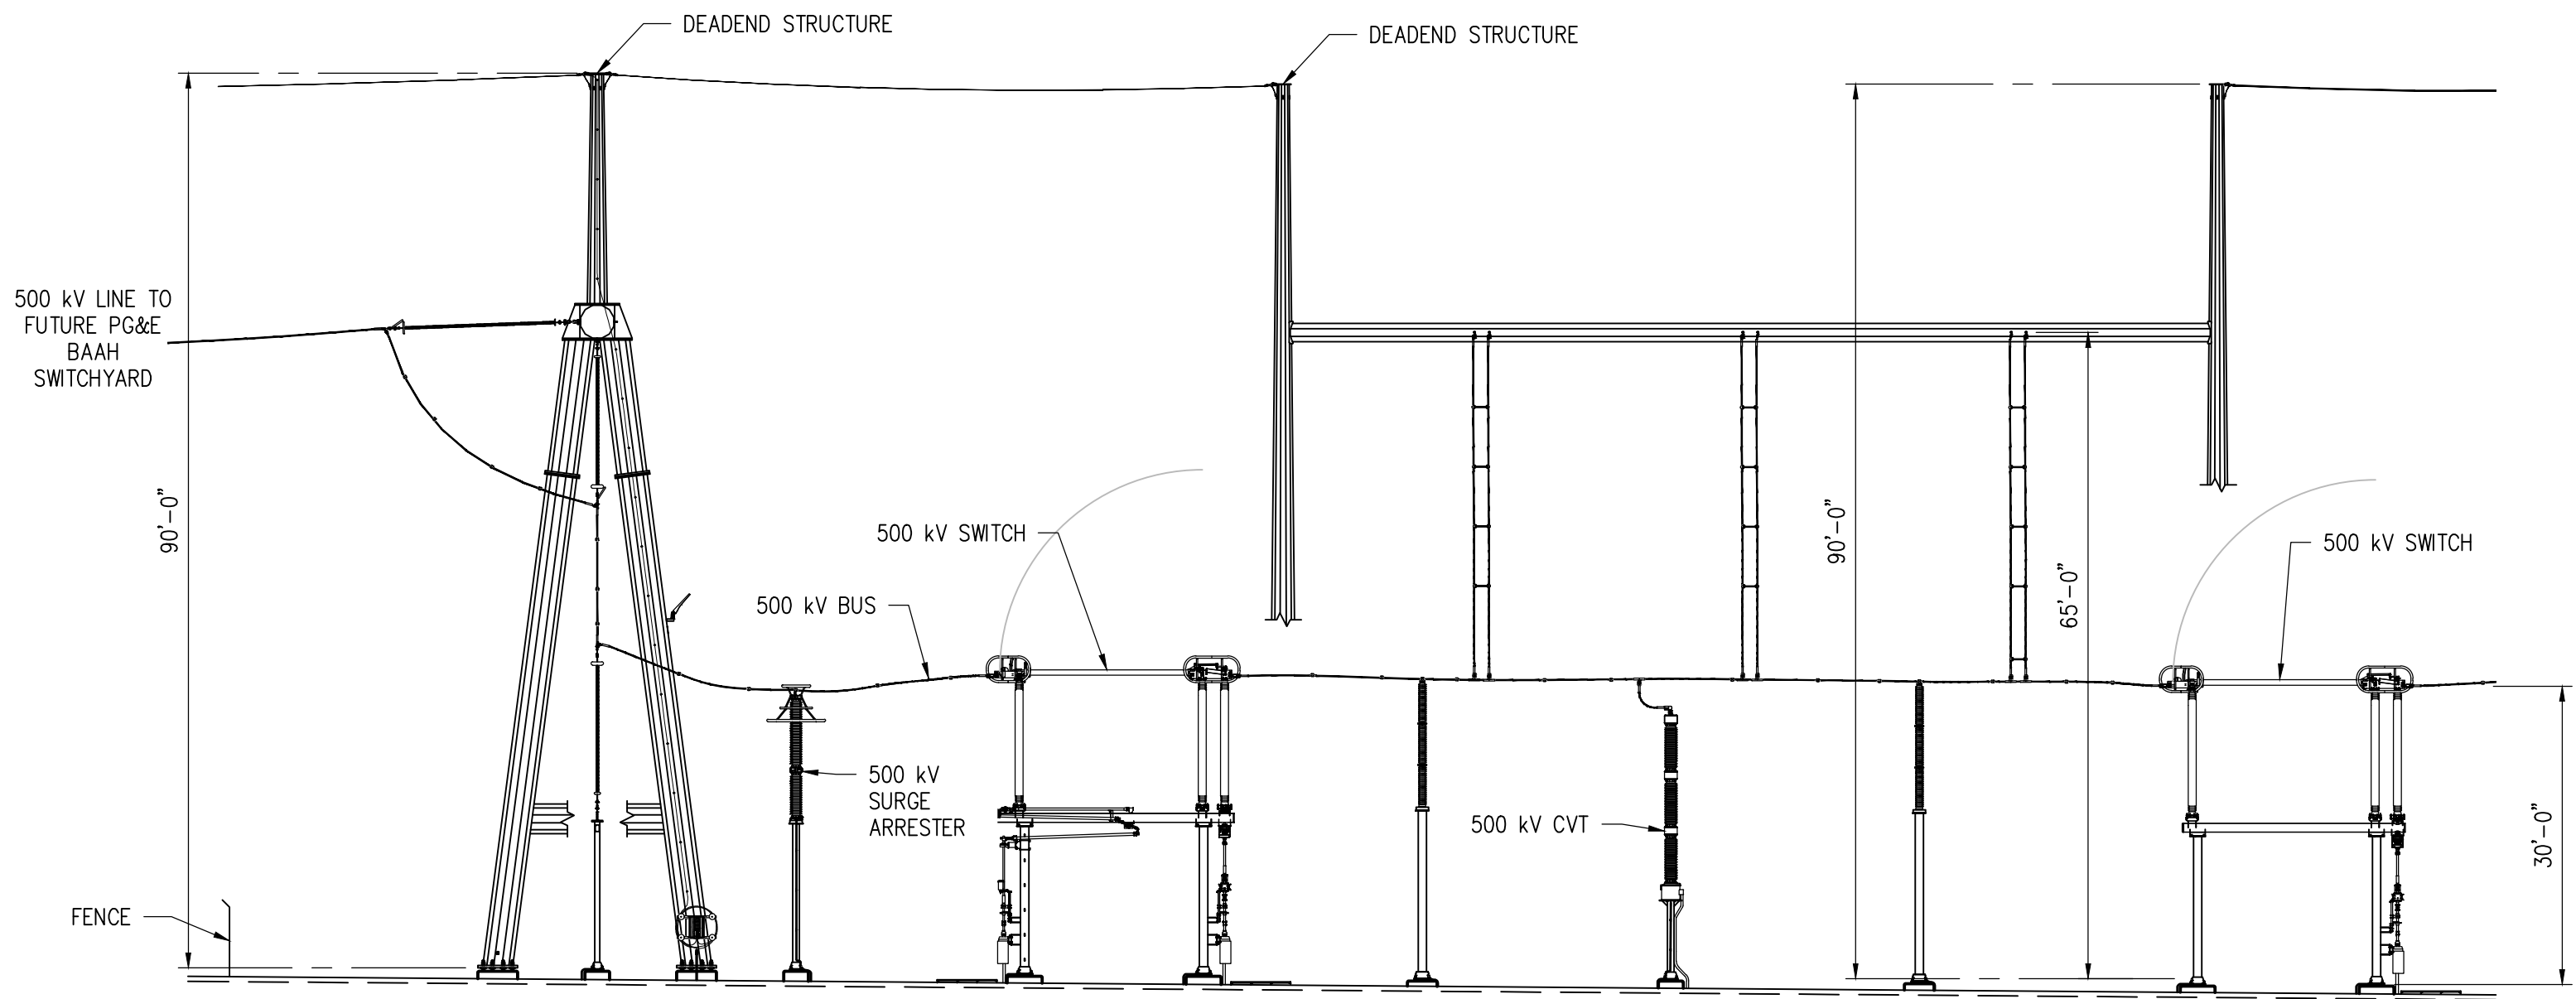 DEADEND STRUCTURE
DEADEND STRUCTURE
500 kV LINE TO
FUTURE PG&E
BAAH
SWITCHYARD
90'-0"
500 kV SWITCH
90'-0"
500 kV SWITCH
500 kV BUS
65'-0"
500 kV
SURGE
ARRESTER
500 kV CVT
30'-0"
FENCE